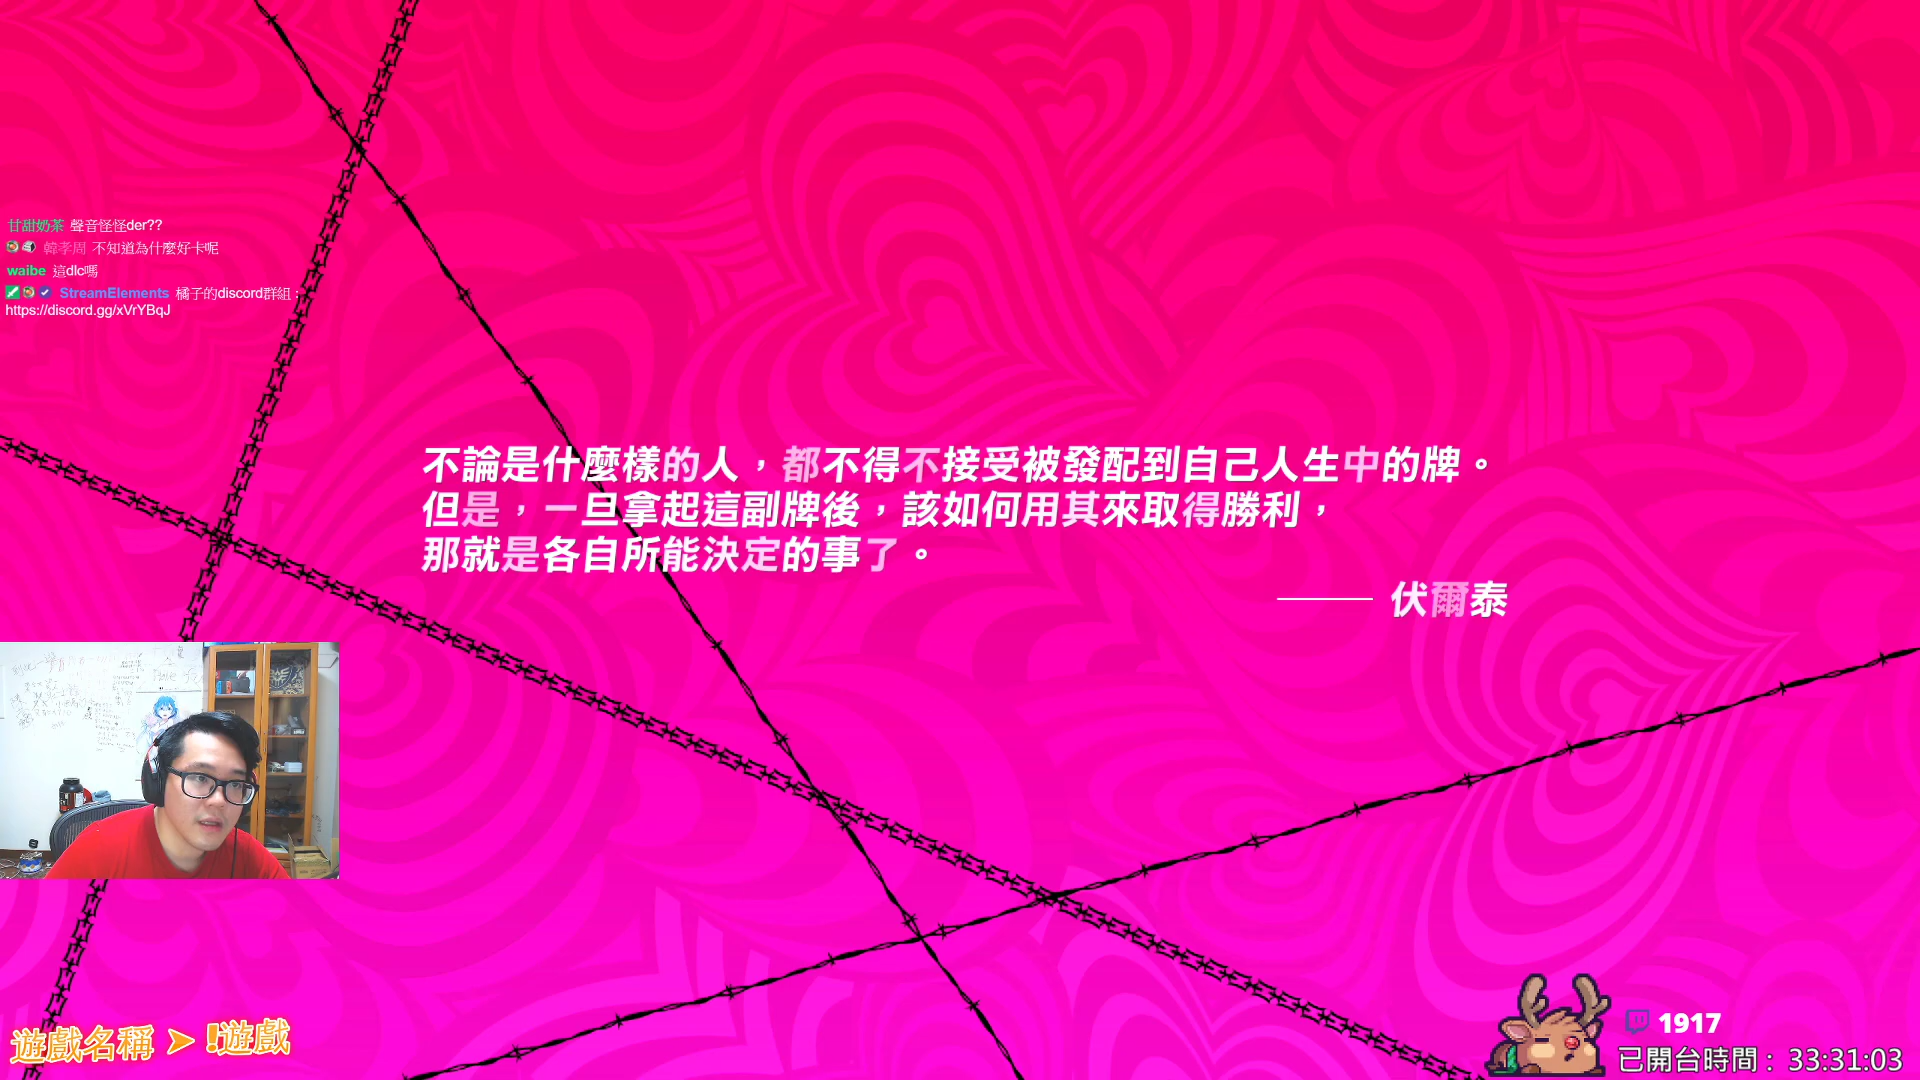 甘甜奶茶 聲音怪怪der??
韓孝周 不知道為什麼好卡呢
waibe 這dlc嗎
StreamElements 橘子的discord群組：
https://discord.gg/xVrYBqJ
不論是什麼樣的人，都不得不接受被發配到自己人生中的牌。
但是，一旦拿起這副牌後，該如何用其來取得勝利，
那就是各自所能決定的事了。
—— 伏爾泰
遊戲名稱 ➤ !遊戲
1917
已開台時間： 33:31:03